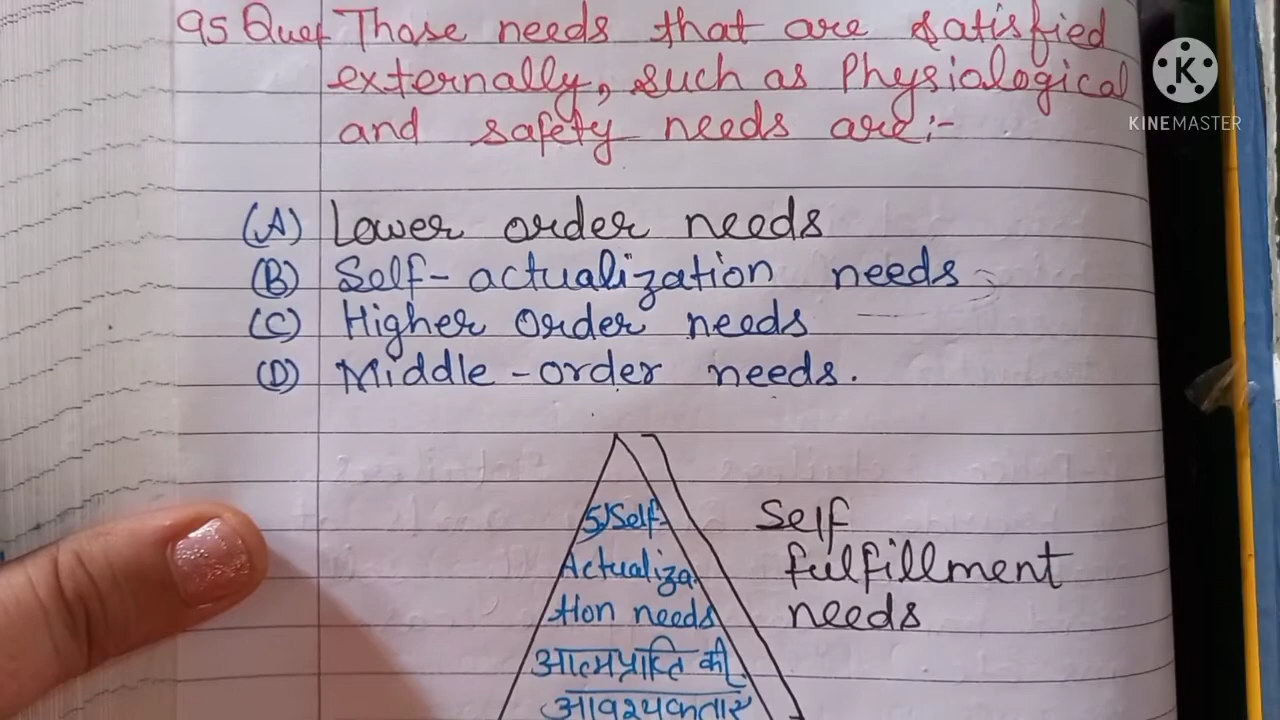 95 Ques Those needs that are satisfied
externally, such as Physiological
and safety needs are:-
KINEMASTER
(A) Lower order needs
(B) Self-actualization needs
(C) Higher order needs
(D) Middle-order needs.
5) Self-
Actualiza
tion needs
आत्मप्राप्ति की
आवश्यकताएं
Self
fulfillment
needs